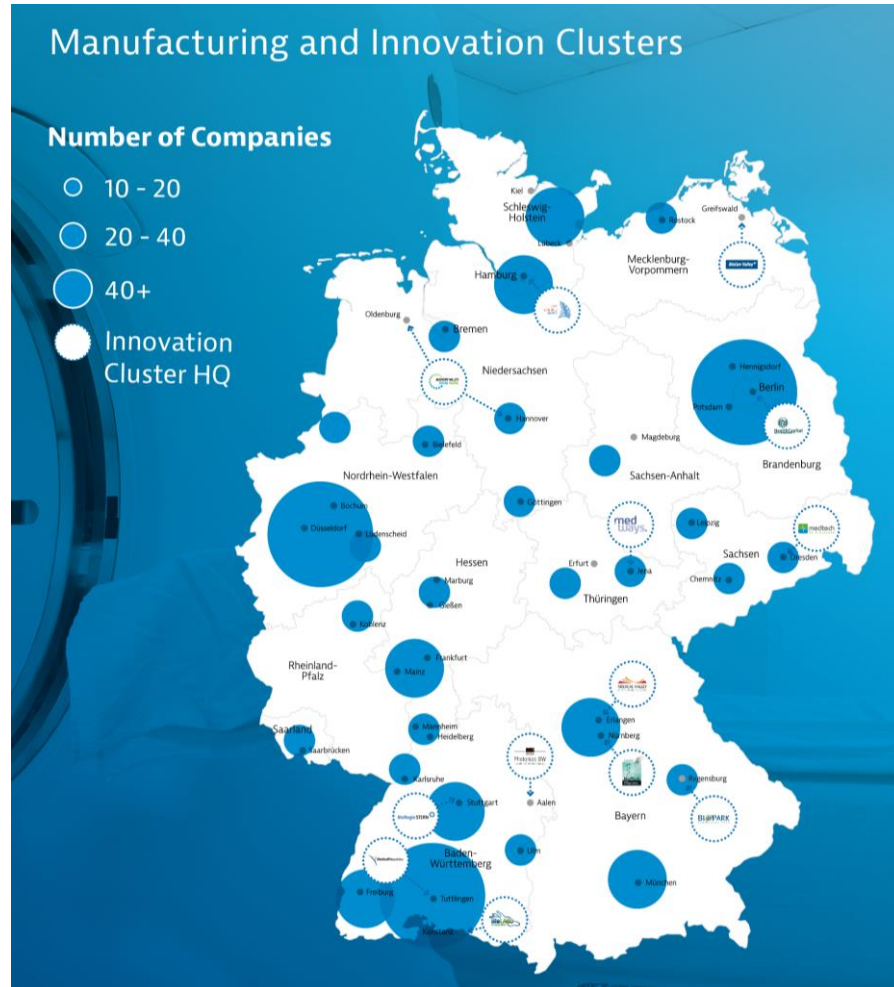 Manufacturing and Innovation Clusters
Number of Companies
10 - 20
20 - 40
40+
Innovation
Cluster HQ
Kiel
Schleswig-
Holstein
Lübeck
Rostock
Greifswald
Mecklenburg-
Vorpommern
Hamburg
Oldenburg
Bremen
Niedersachsen
Hannover
Hennigsdorf
Berlin
Potsdam
Brandenburg
Magdeburg
Sachsen-Anhalt
Bielefeld
Nordrhein-Westfalen
Bochum
Düsseldorf
Lüdenscheid
Göttingen
med
ways.
Leipzig
medtech
Sachsen
Dresden
Chemnitz
Hessen
Erfurt
Jena
Thüringen
Marburg
Gießen
Koblenz
Frankfurt
Mainz
Rheinland-
Pfalz
Saarland
Saarbrücken
Mannheim
Heidelberg
Erlangen
Nürnberg
Karlsruhe
Photonics BW
Regensburg
BIOPARK
BioRegio STERN
Stuttgart
Aalen
Bayern
Baden-
Württemberg
Ulm
München
Freiburg
Tuttlingen
Konstanz